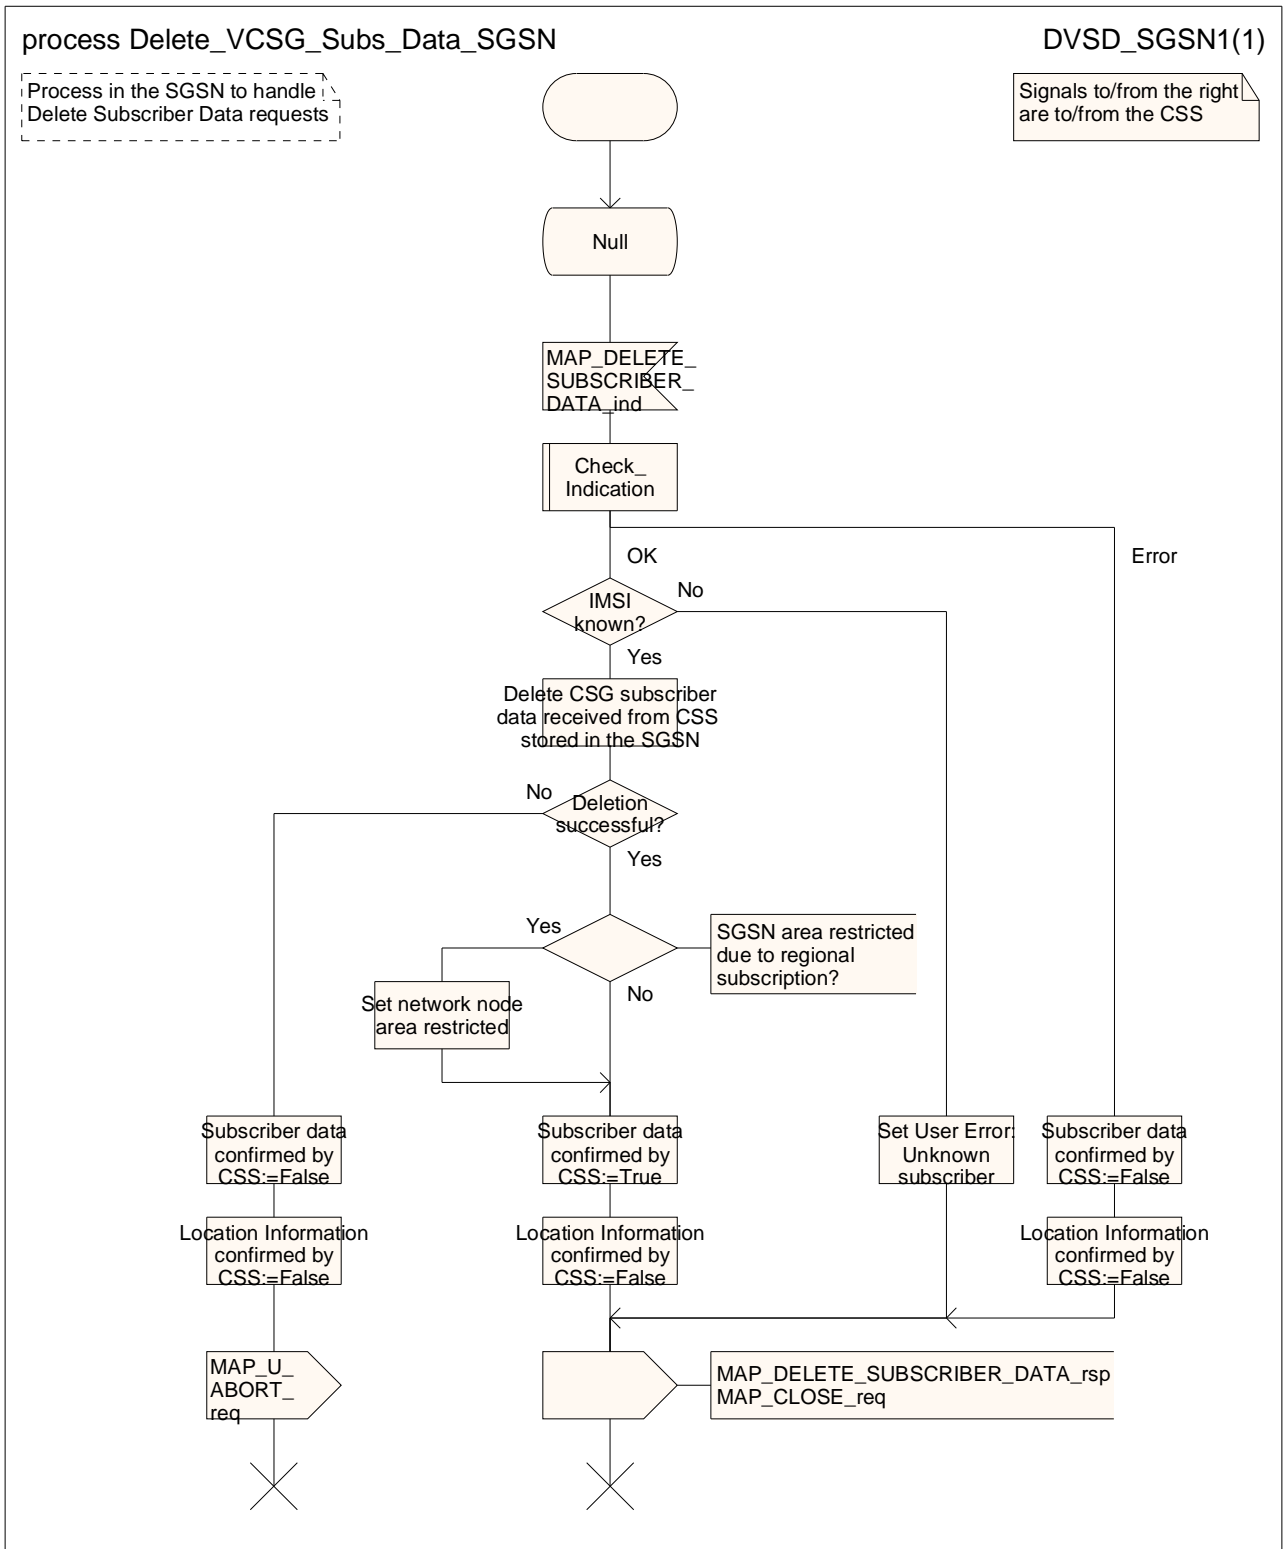 process Delete_VCSG_Subs_Data_SGSN
DVSD_SGSN1(1)
Process in the SGSN to handle
Delete Subscriber Data requests
Signals to/from the right
are to/from the CSS
Null
MAP_DELETE_
SUBSCRIBER_
DATA_ind
Check_
Indication
OK
Error
IMSI
known?
No
Yes
Delete CSG subscriber
data received from CSS
stored in the SGSN
No
Deletion
successful?
Yes
Yes
SGSN area restricted
due to regional
subscription?
No
Set network node
area restricted
Subscriber data
confirmed by
CSS:=False
Subscriber data
confirmed by
CSS:=True
Set User Error:
Unknown
subscriber
Subscriber data
confirmed by
CSS:=False
Location Information
confirmed by
CSS:=False
Location Information
confirmed by
CSS:=False
Location Information
confirmed by
CSS:=False
MAP_U_
ABORT_
req
MAP_DELETE_SUBSCRIBER_DATA_rsp
MAP_CLOSE_req